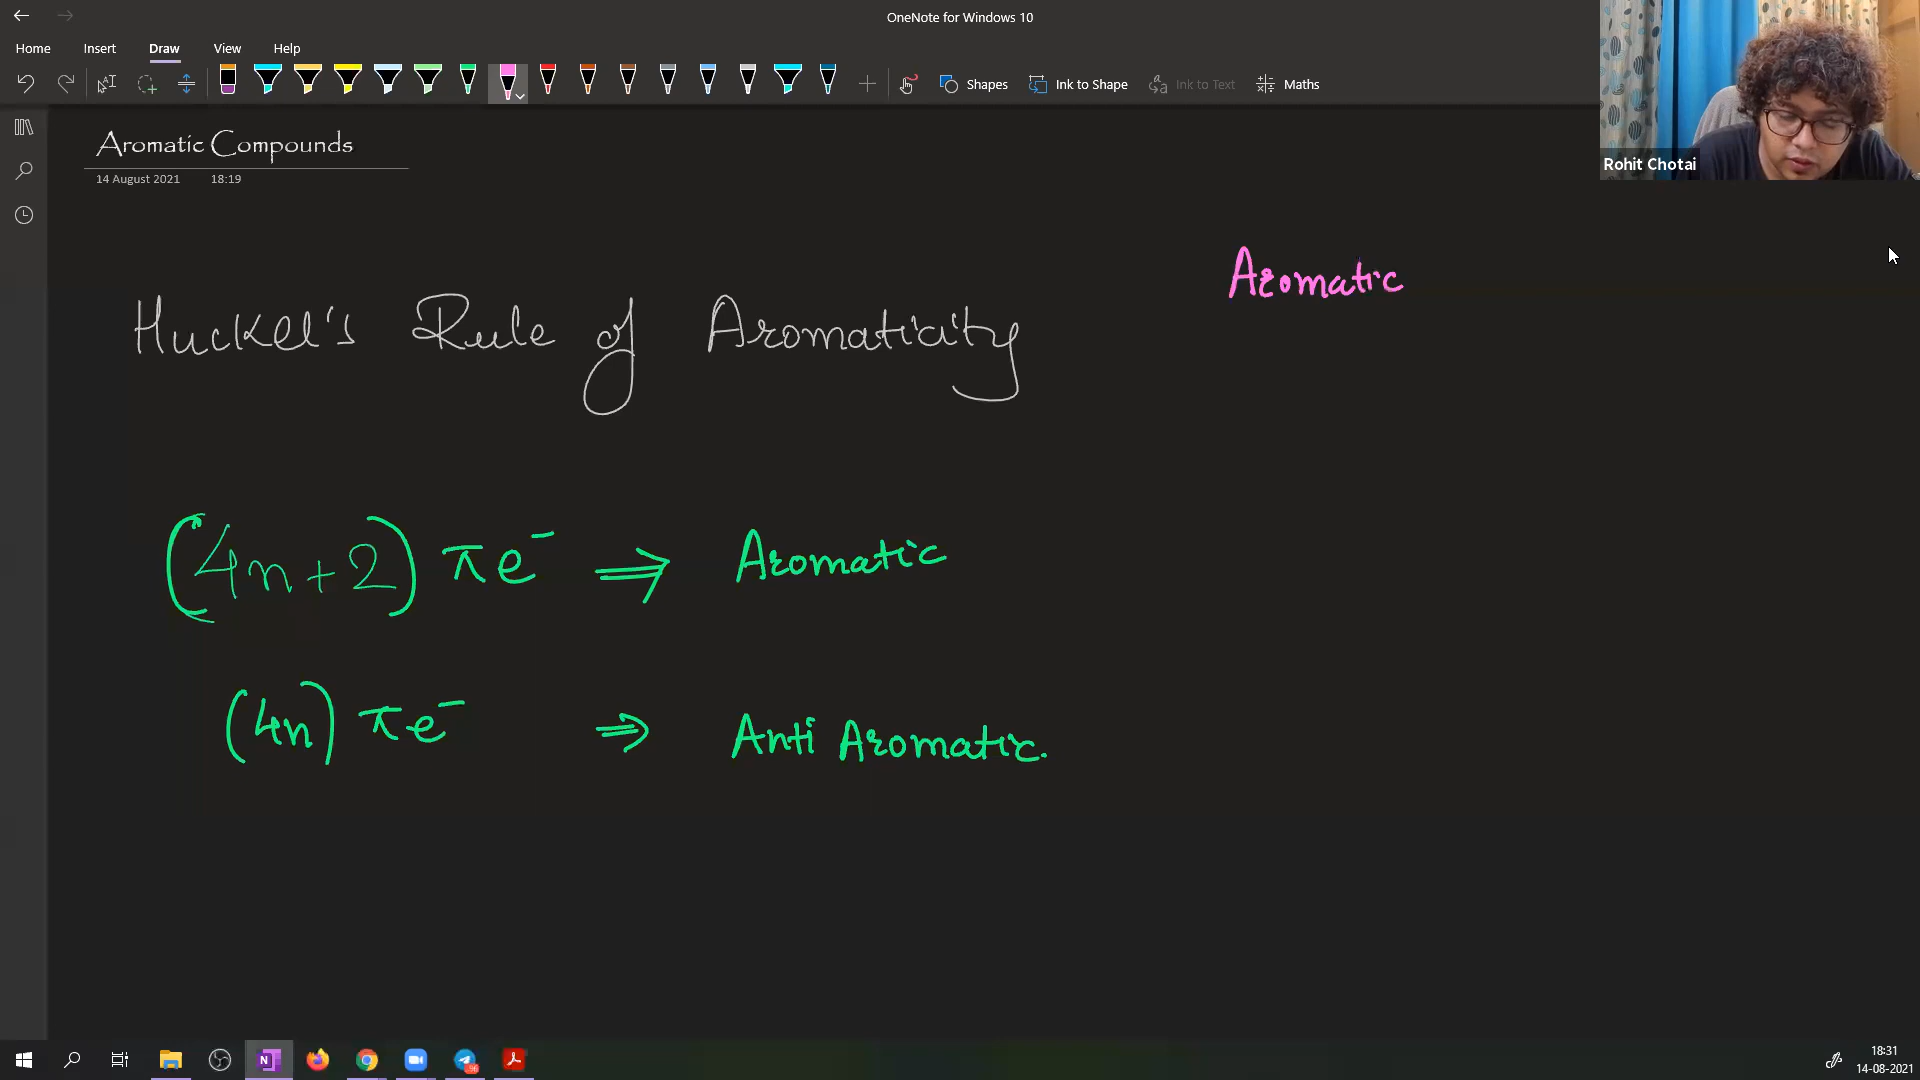 OneNote for Windows 10
Home Insert Draw View Help
Shapes Ink to Shape Ink to Text Maths
Rohit Chotai
Aromatic Compounds
14 August 2021 18:19
Aromatic
Huckel's Rule of Aromaticity
(4n+2) πe⁻ ⇒ Aromatic
(4n) πe⁻ ⇒ Anti Aromatic.
18:31
14-08-2021